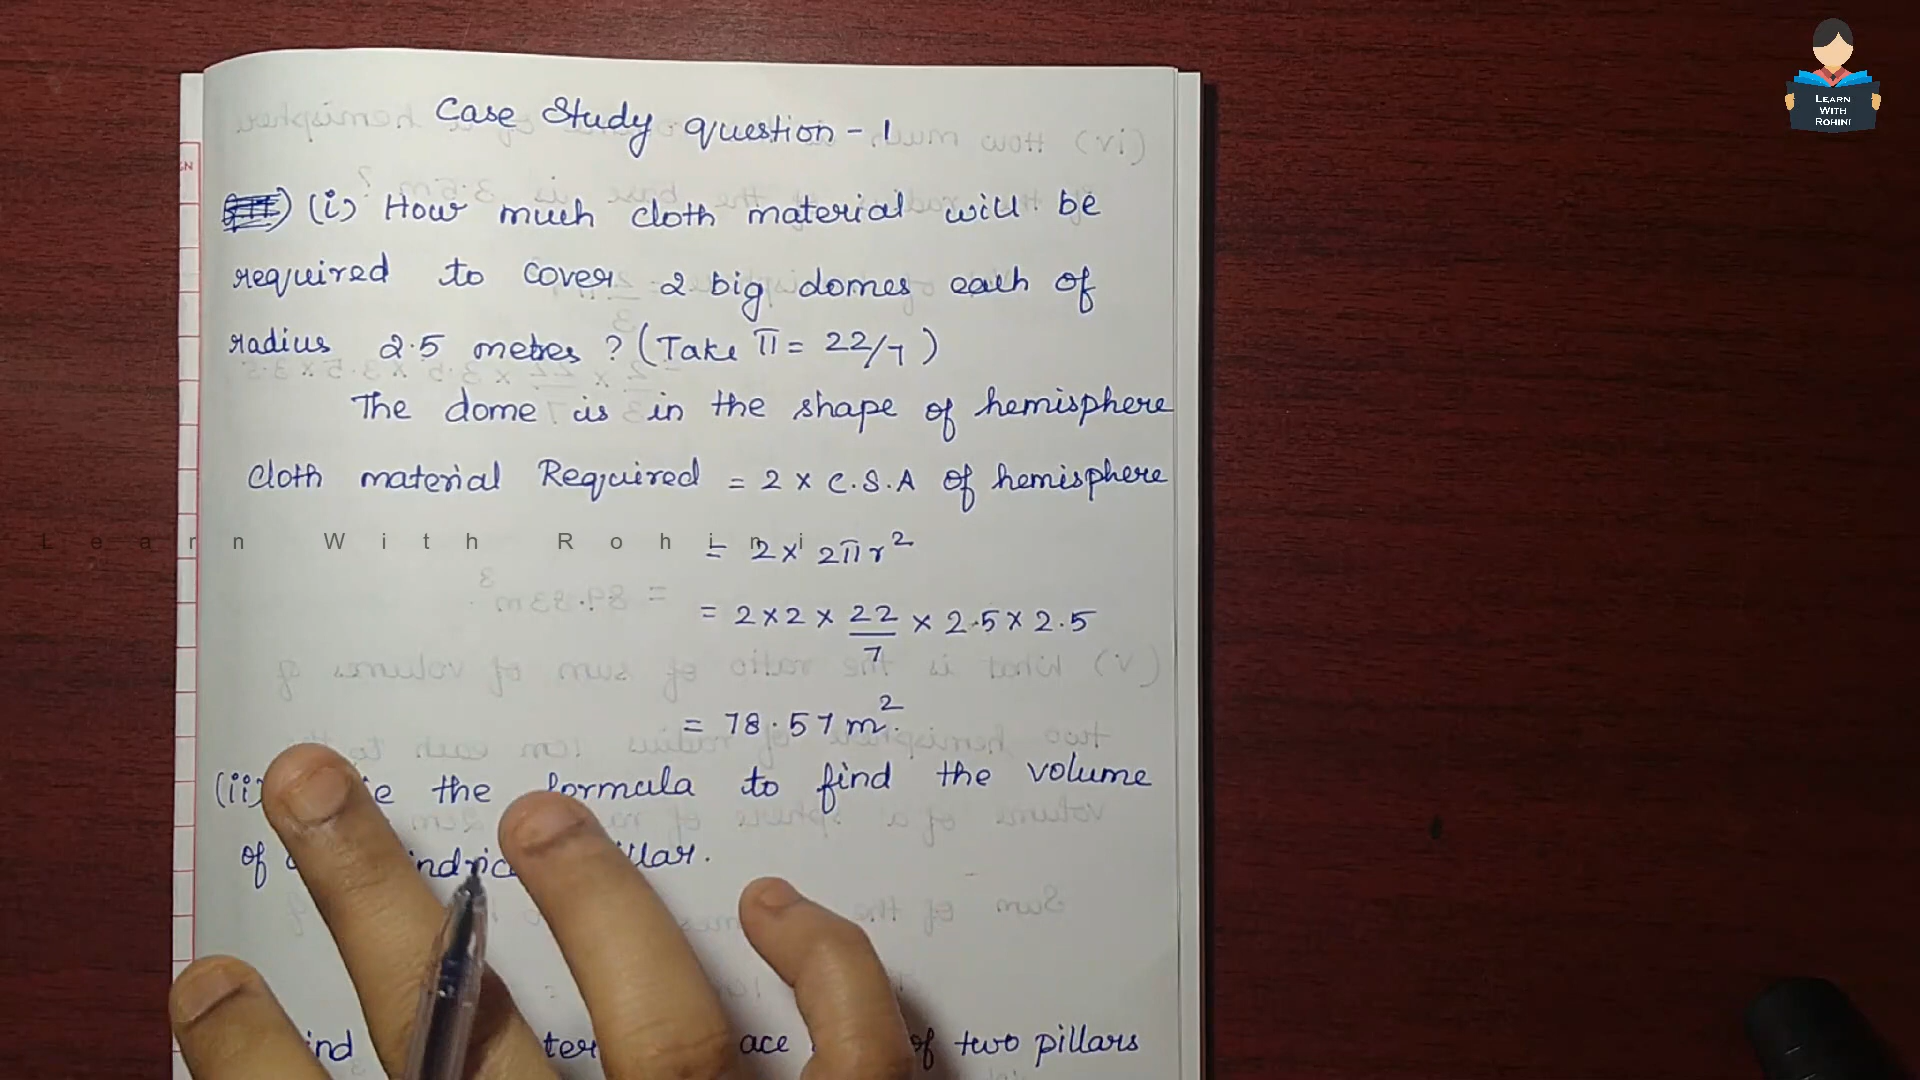 Case Study question - 1
(i) How much cloth material will be
required to cover 2 big domes each of
radius 2.5 metres ? (Take π = 22/7)
The dome is in the shape of hemisphere
Cloth material Required = 2 × C.S.A of hemisphere
= 2 × 2πr²
= 2×2 × 22/7 × 2.5 × 2.5
= 78.57 m².
(ii) the formula to find the volume
of
two pillars
Learn With Rohini
LEARN
WITH
ROHINI